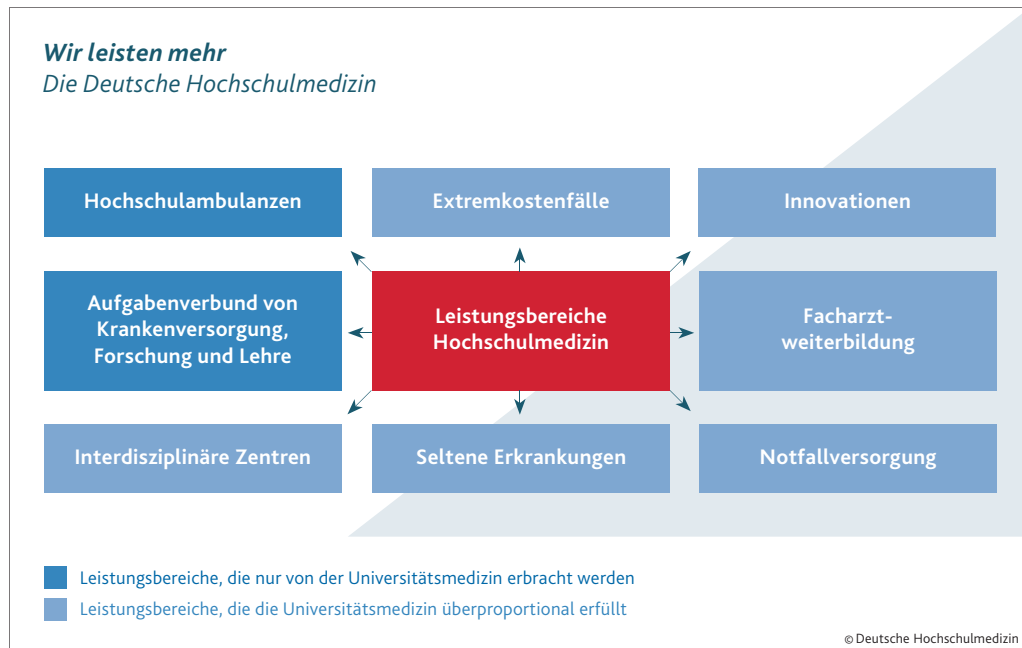 Wir leisten mehr
Die Deutsche Hochschulmedizin
Hochschulambulanzen
Extremkostenfälle
Innovationen
Aufgabenverbund von
Krankenversorgung,
Forschung und Lehre
Leistungsbereiche
Hochschulmedizin
Facharzt-
weiterbildung
Interdisziplinäre Zentren
Seltene Erkrankungen
Notfallversorgung
Leistungsbereiche, die nur von der Universitätsmedizin erbracht werden
Leistungsbereiche, die die Universitätsmedizin überproportional erfüllt
© Deutsche Hochschulmedizin